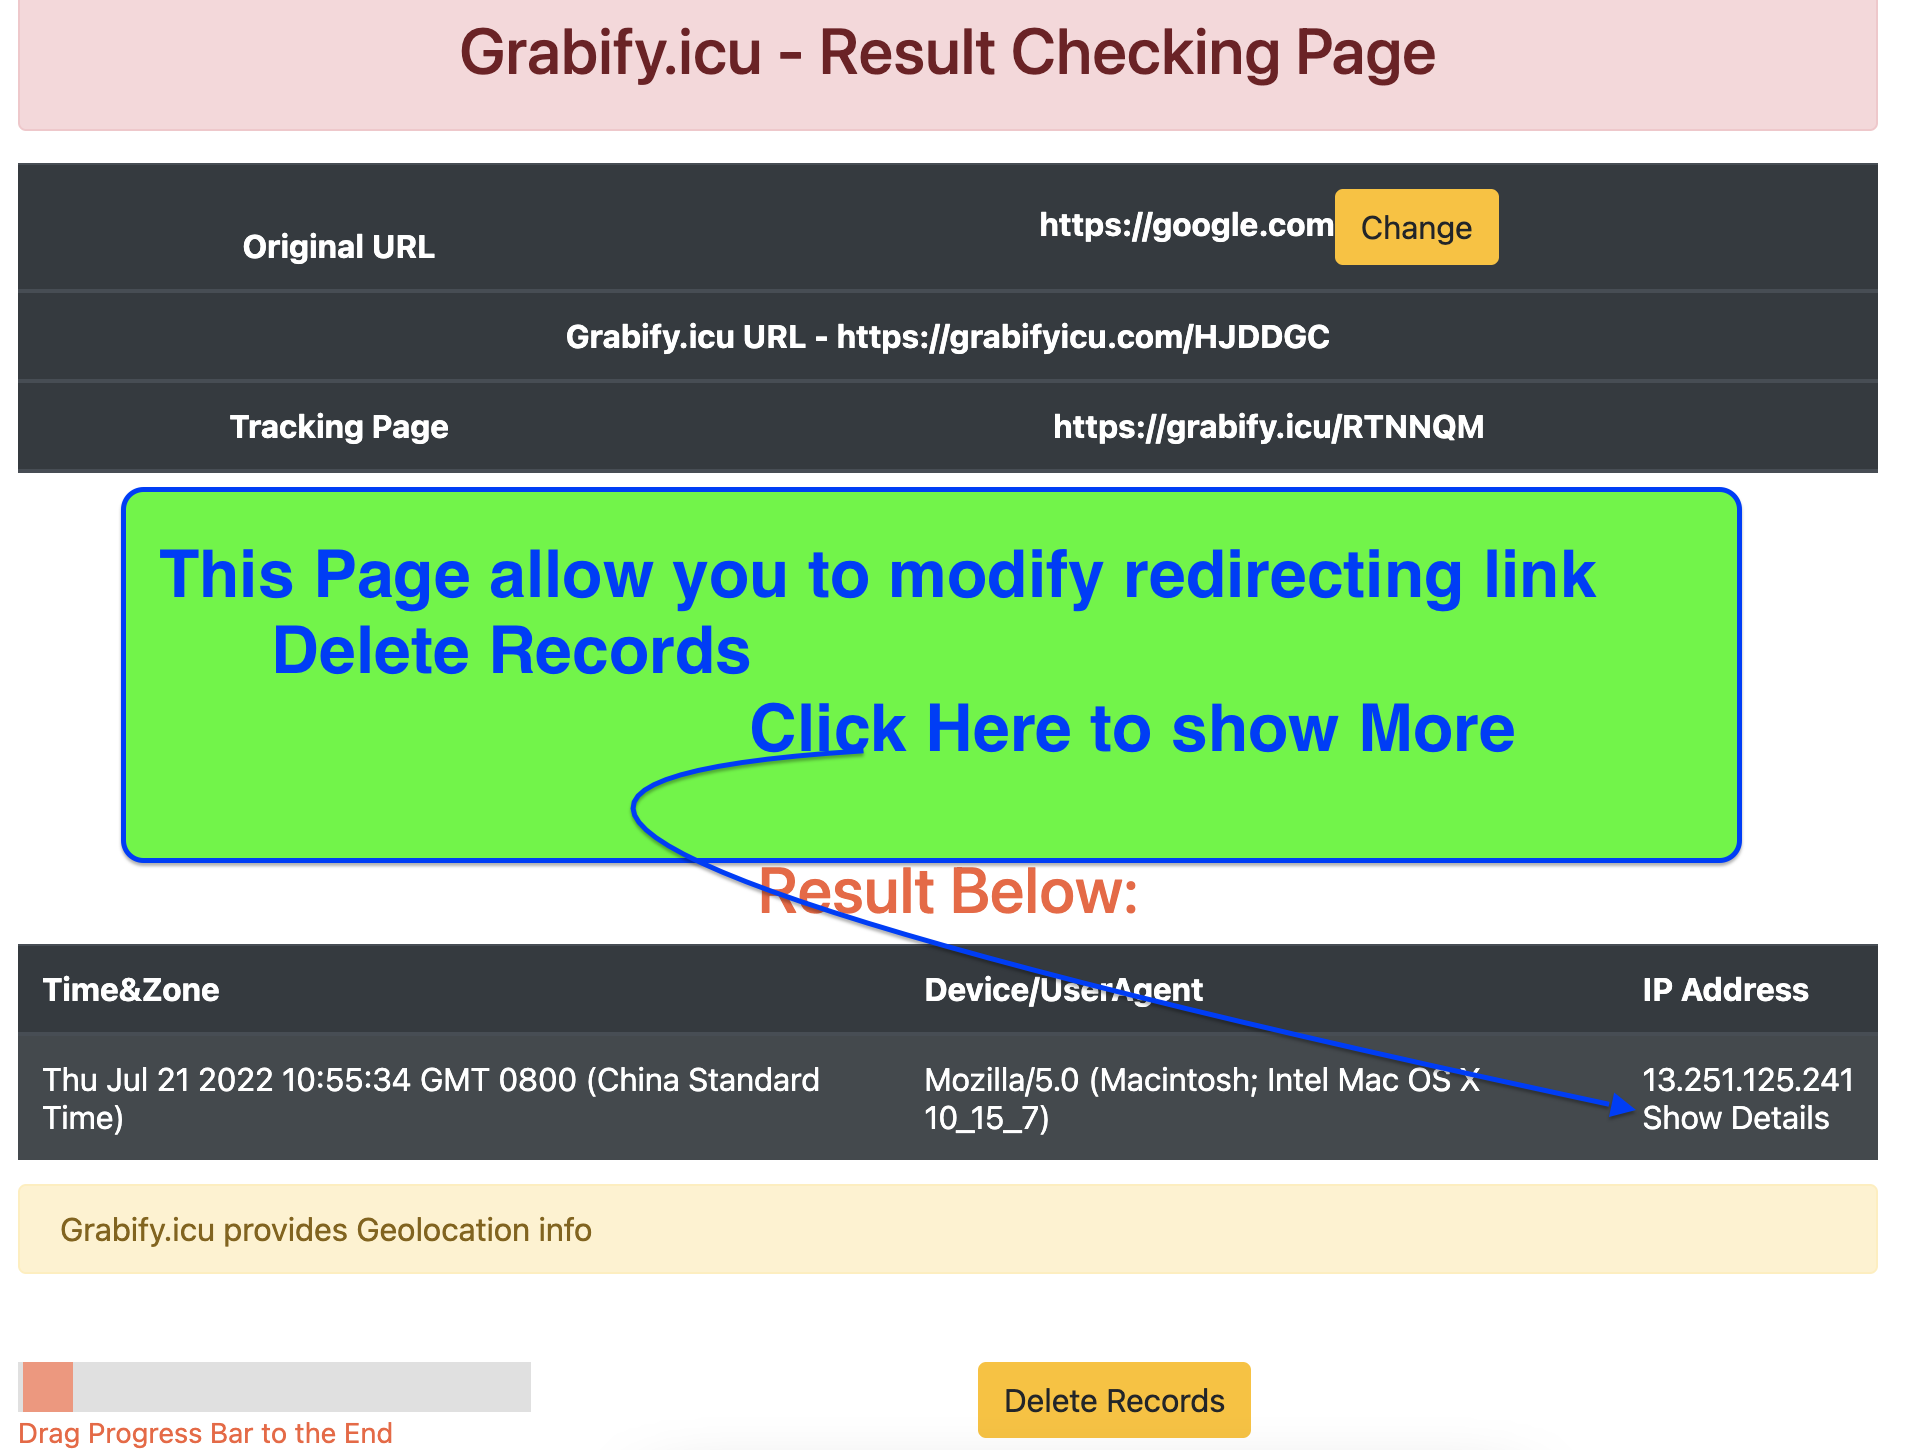 Grabify.icu - Result Checking Page
Original URL
https://google.com Change
Grabify.icu URL - https://grabifyicu.com/HJDDGC
Tracking Page
https://grabify.icu/RTNNQM
This Page allow you to modify redirecting link
Delete Records
Click Here to show More
Result Below:
Time&Zone
Device/UserAgent
IP Address
Thu Jul 21 2022 10:55:34 GMT 0800 (China Standard
Time)
Mozilla/5.0 (Macintosh; Intel Mac OS X
10_15_7)
13.251.125.241
Show Details
Grabify.icu provides Geolocation info
Drag Progress Bar to the End
Delete Records